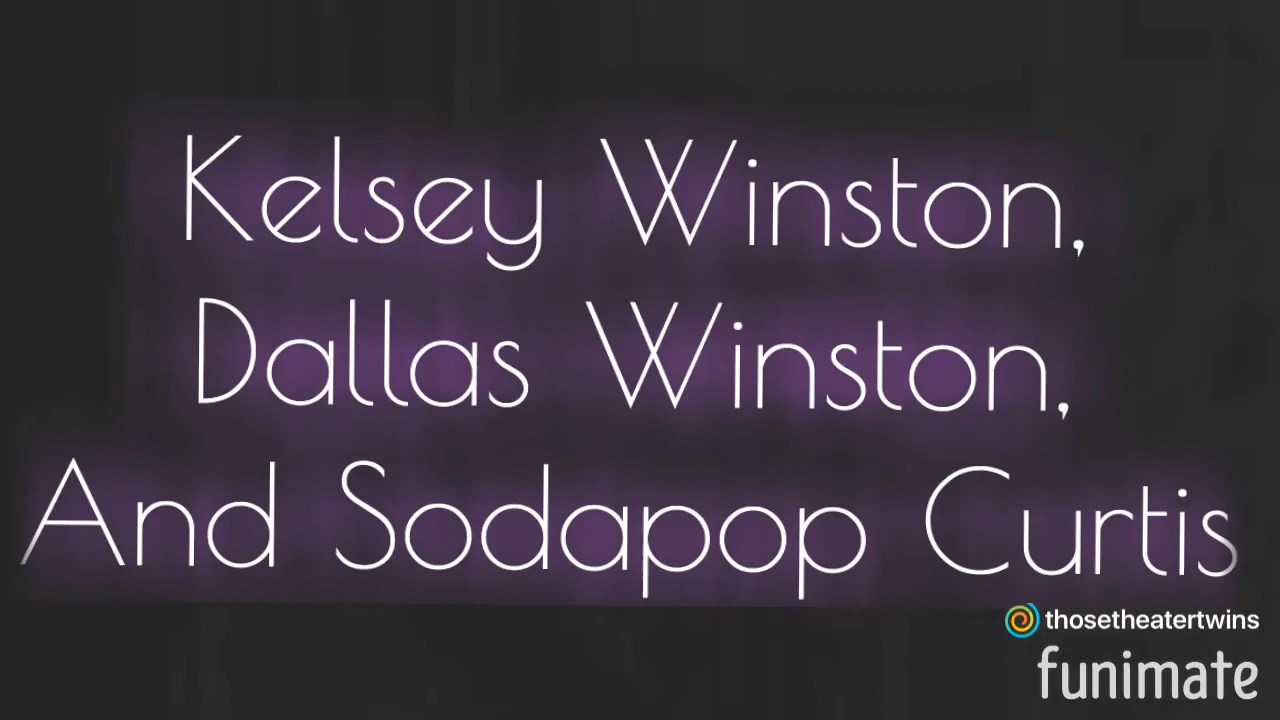 Kelsey Winston,
Dallas Winston,
And Sodapop Curtis
thosetheatertwins
funimate